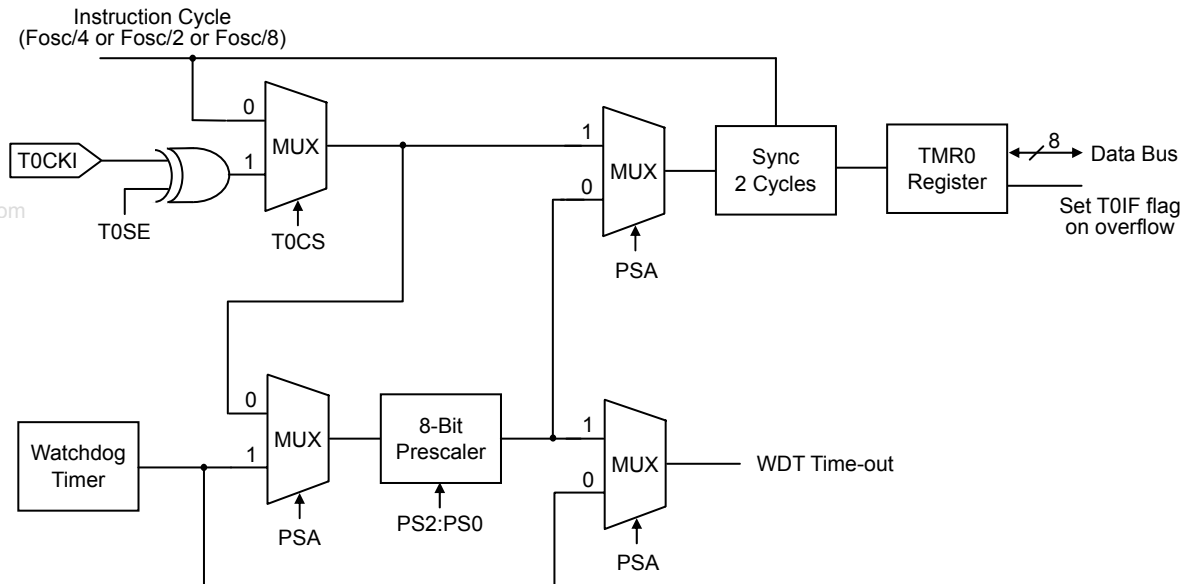 Instruction Cycle
(Fosc/4 or Fosc/2 or Fosc/8)
0
MUX
1
T0CKI
T0SE
T0CS
1
MUX
0
PSA
Sync
2 Cycles
TMR0
Register
8
Data Bus
Set T0IF flag
on overflow
om
Watchdog
Timer
0
MUX
1
PSA
8-Bit
Prescaler
PS2:PS0
1
MUX
0
PSA
WDT Time-out